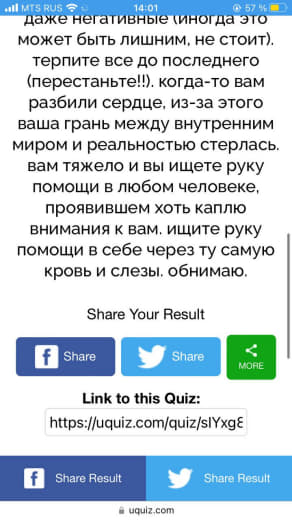 MTS RUS 14:01 57 %
даже негативные (иногда это
может быть лишним, не стоит).
терпите все до последнего
(перестаньте!!). когда-то вам
разбили сердце, из-за этого
ваша грань между внутренним
миром и реальностью стерлась.
вам тяжело и вы ищете руку
помощи в любом человеке,
проявившем хоть каплю
внимания к вам. ищите руку
помощи в себе через ту самую
кровь и слезы. обнимаю.
Share Your Result
Share Share MORE
Link to this Quiz:
https://uquiz.com/quiz/slYxg8
Share Result Share Result
uquiz.com